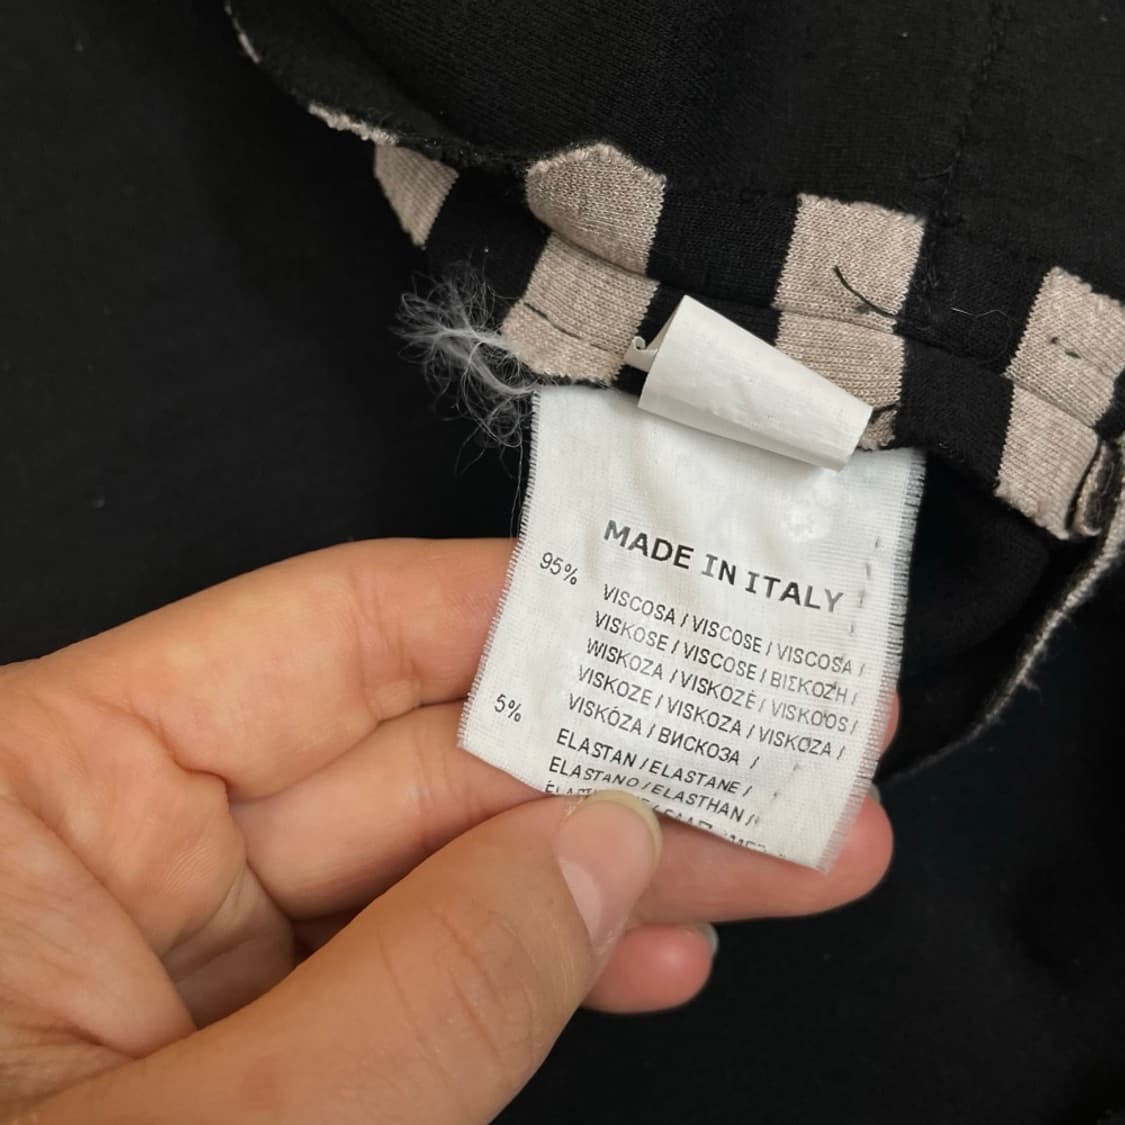 MADE IN ITALY
95% VISCOSA / VISCOSE / VISCOSA /
VISKOSE / VISCOSE / ΒΙΣΚΟΖΗ /
WISKOZA / VISKOZĖ / VISKOOS /
VISKOZE / VISKOZA / VISKOZA /
VISKÓZA / ВИСКОЗА /
5% ELASTAN / ELASTANE /
ELASTANO / ELASTHAN /